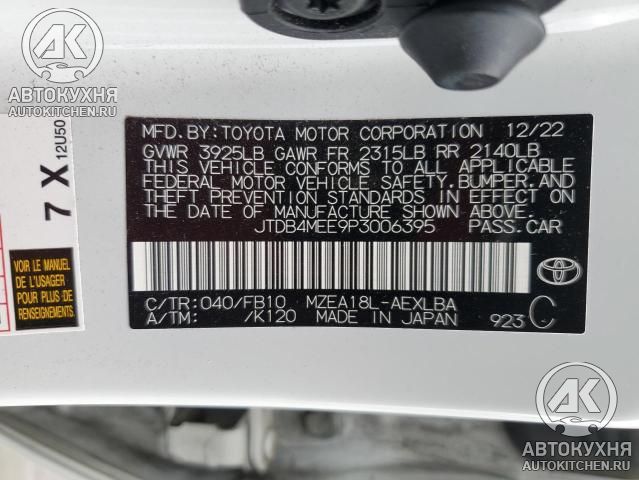 AK
АВТОКУХНЯ
AUTOKITCHEN.RU
7 X
12U50
VOIR LE MANUEL
DE L'USAGER
POUR PLUS DE
RENSEIGNEMENTS.
MFD.BY:TOYOTA MOTOR CORPORATION 12/22
GVWR 3925LB GAWR FR 2315LB RR 2140LB
THIS VEHICLE CONFORMS TO ALL APPLICABLE
FEDERAL MOTOR VEHICLE SAFETY,BUMPER,AND
THEFT PREVENTION STANDARDS IN EFFECT ON
THE DATE OF MANUFACTURE SHOWN ABOVE.
JTDB4MEE9P3006395 PASS.CAR
C/TR:040/FB10 MZEA18L-AEXLBA
A/TM: /K120 MADE IN JAPAN 923 C
AK
АВТОКУХНЯ
AUTOKITCHEN.RU